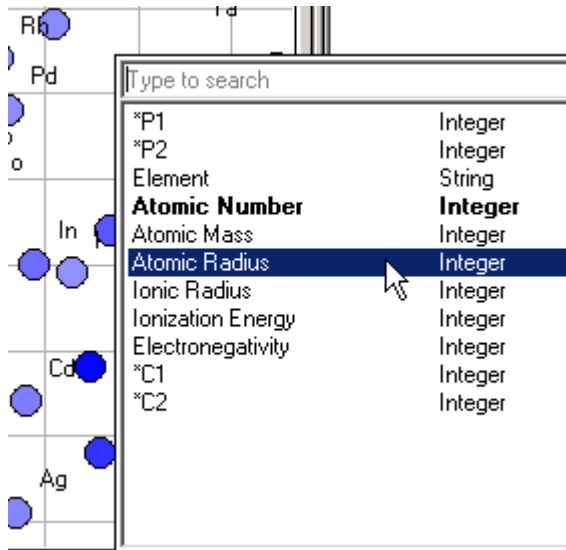 Rh
Pd
o
In
Cd
Ag
Type to search
*P1 Integer
*P2 Integer
Element String
Atomic Number Integer
Atomic Mass Integer
Atomic Radius Integer
Ionic Radius Integer
Ionization Energy Integer
Electronegativity Integer
*C1 Integer
*C2 Integer